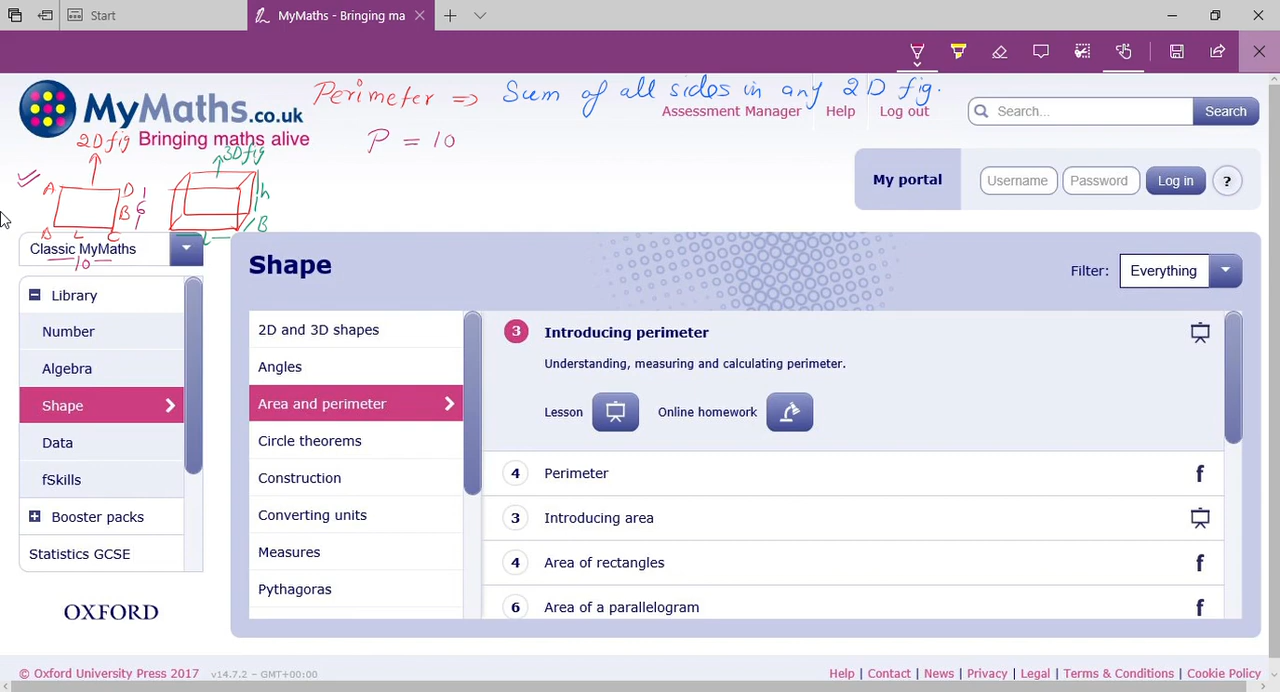 Start
MyMaths - Bringing ma
Perimeter => Sum of all sides in any 2D fig.
MyMaths.co.uk
Bringing maths alive
Assessment Manager
Help
Log out
Search...
Search
P = 10
2D fig
3D fig
My portal
Username
Password
Log in
?
A
D
h
B
6
B
C
L
L
B
10
Classic MyMaths
Shape
Filter:
Everything
Library
Number
Algebra
Shape
Data
fSkills
Booster packs
Statistics GCSE
OXFORD
2D and 3D shapes
Angles
Area and perimeter
Circle theorems
Construction
Converting units
Measures
Pythagoras
3 Introducing perimeter
Understanding, measuring and calculating perimeter.
Lesson
Online homework
4 Perimeter f
3 Introducing area
4 Area of rectangles f
6 Area of a parallelogram f
© Oxford University Press 2017 v14.7.2 – GMT+00:00
Help | Contact | News | Privacy | Legal | Terms & Conditions | Cookie Policy